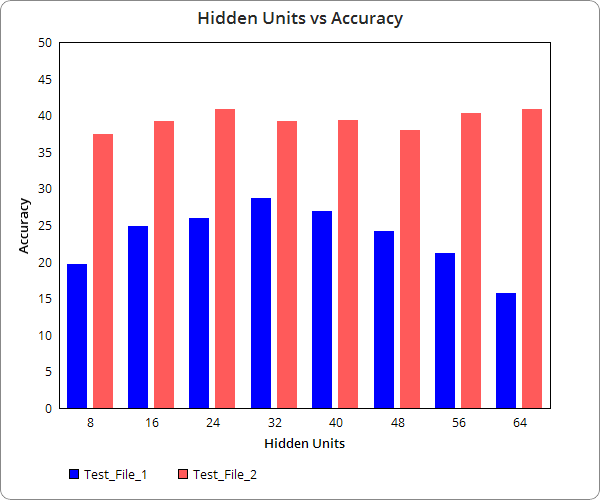 Hidden Units vs Accuracy
50
45
40
35
30
25
20
15
10
5
0
Accuracy
8 16 24 32 40 48 56 64
Hidden Units
Test_File_1 Test_File_2